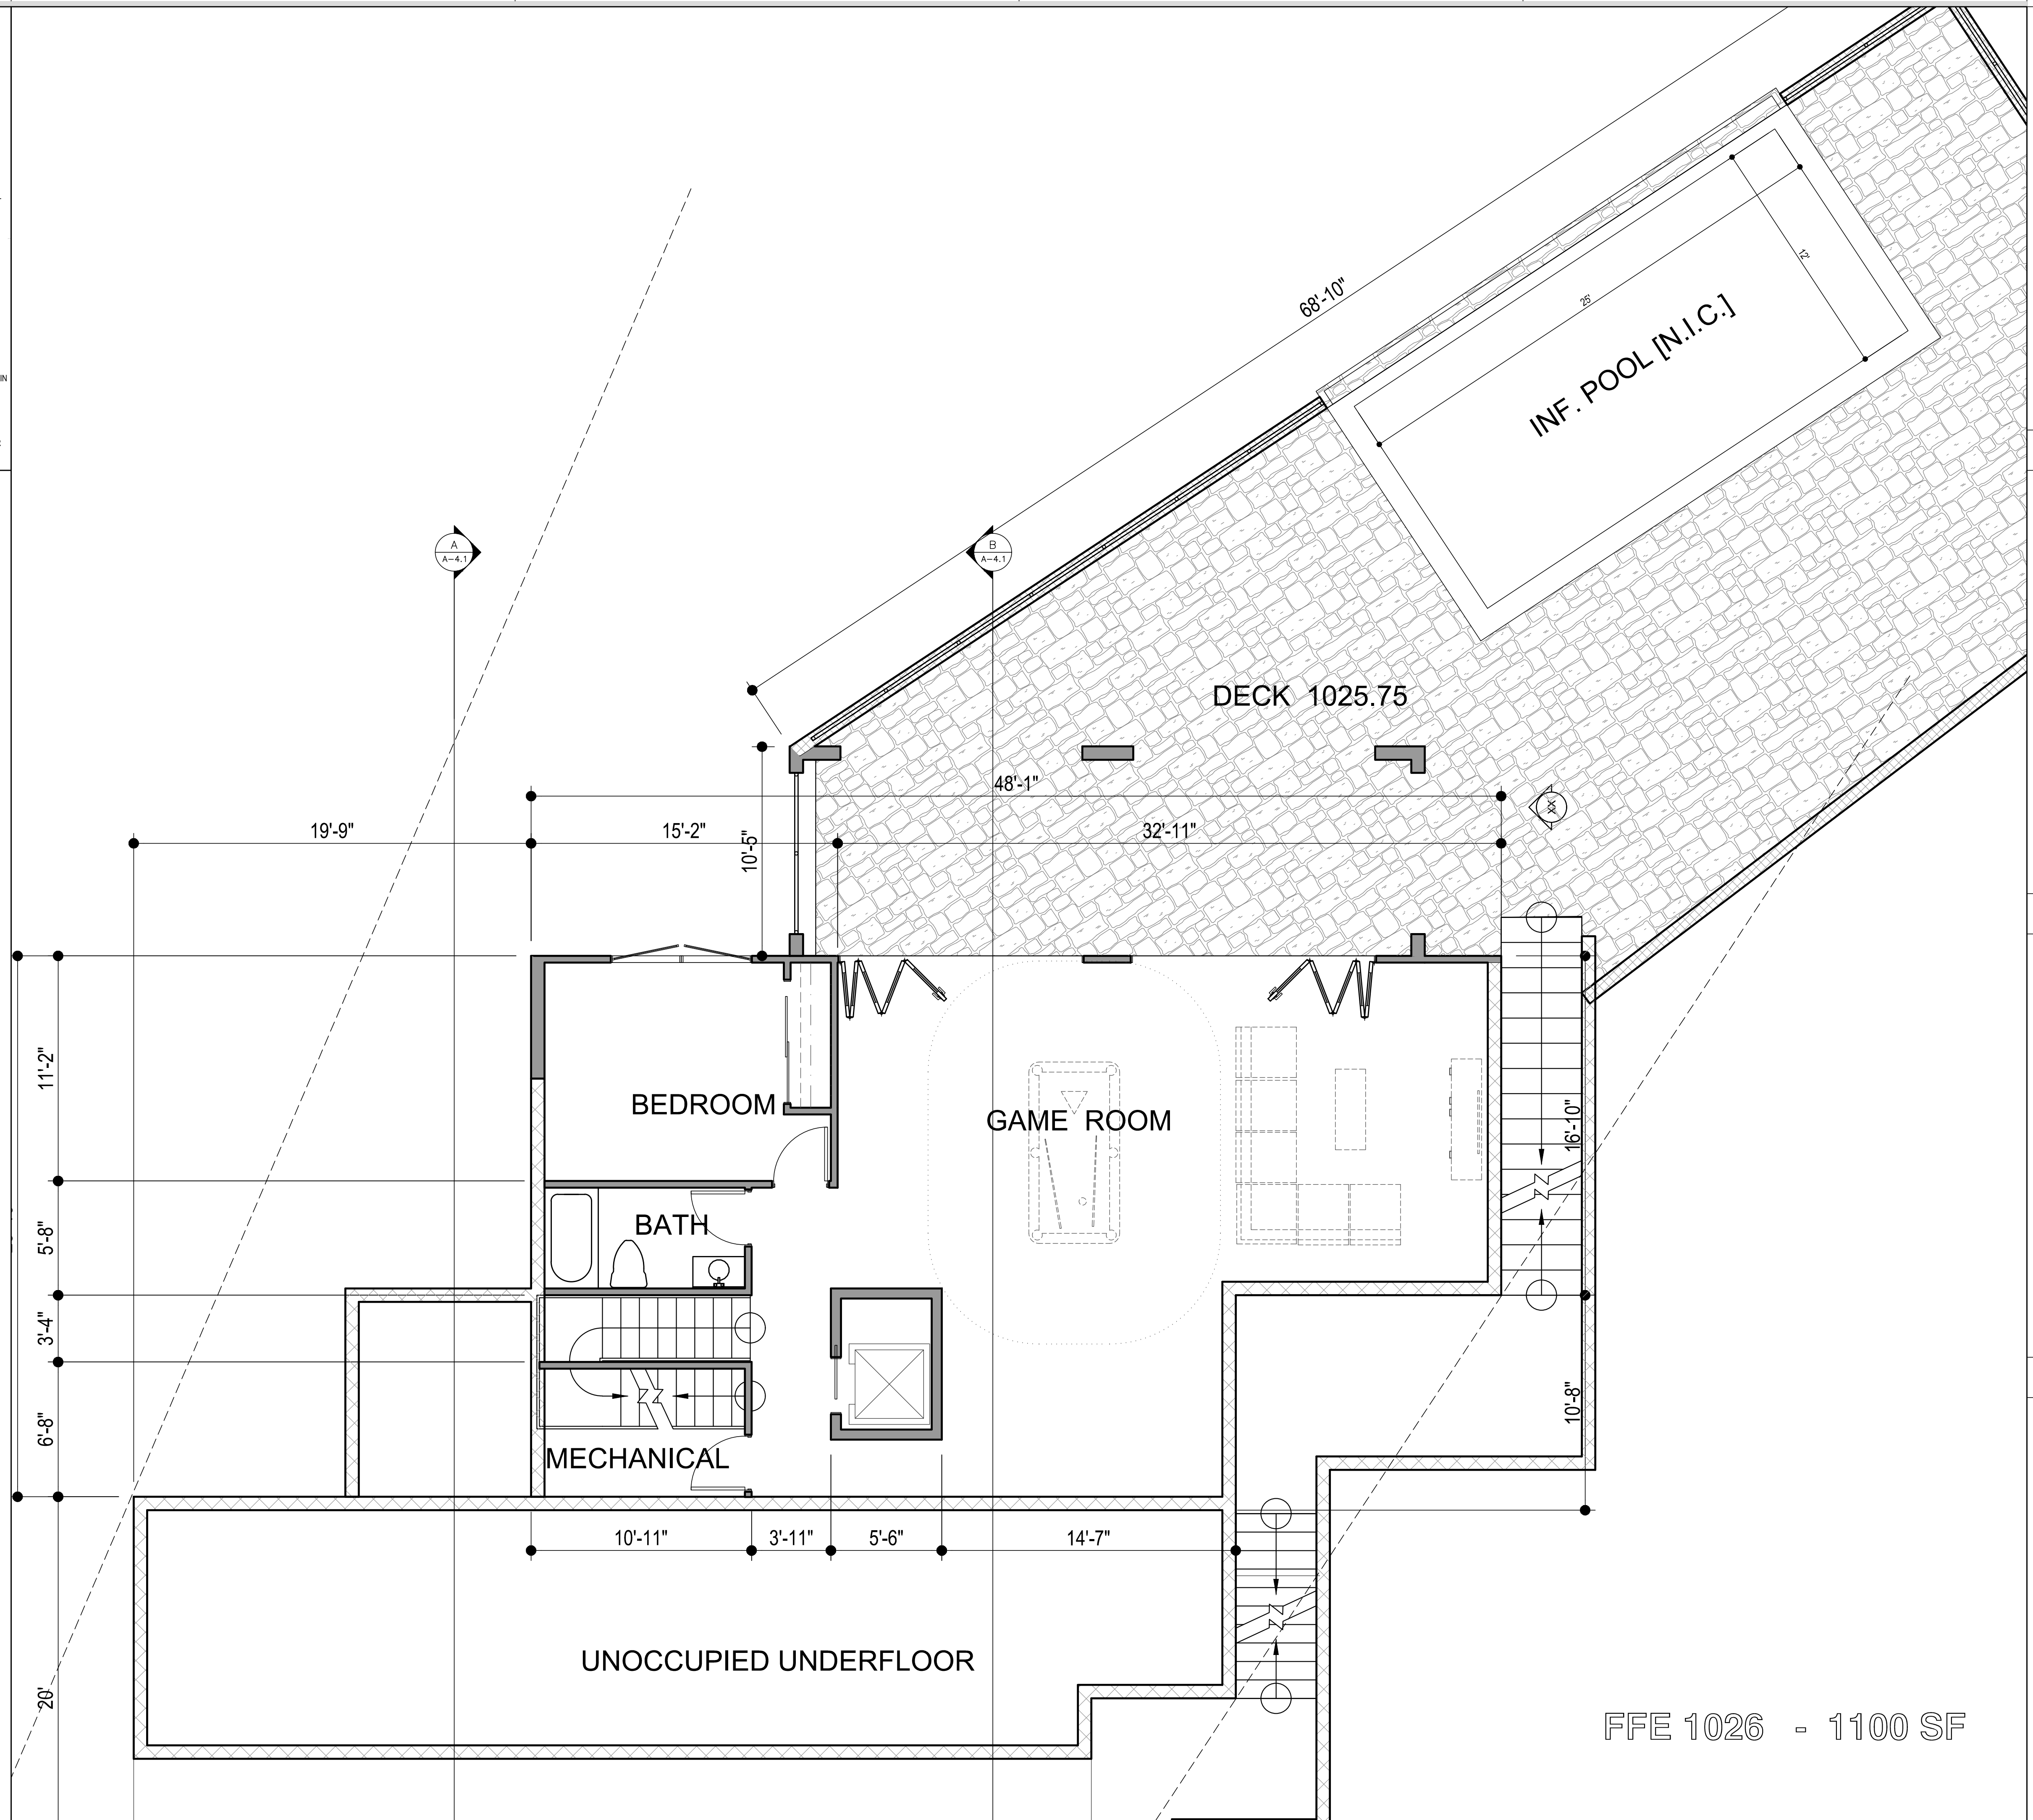 68'-10"
12'
25'
INF. POOL [N.I.C.]
IN
A
A-4.1
B
A-4.1
DECK 1025.75
48'-1"
XX
19'-9"
15'-2"
10'-5"
32'-11"
11'-2"
BEDROOM
GAME ROOM
16'-10"
BATH
5'-8"
3'-4"
10'-8"
6'-8"
MECHANICAL
10'-11"
3'-11"
5'-6"
14'-7"
UNOCCUPIED UNDERFLOOR
20'
FFE 1026 - 1100 SF